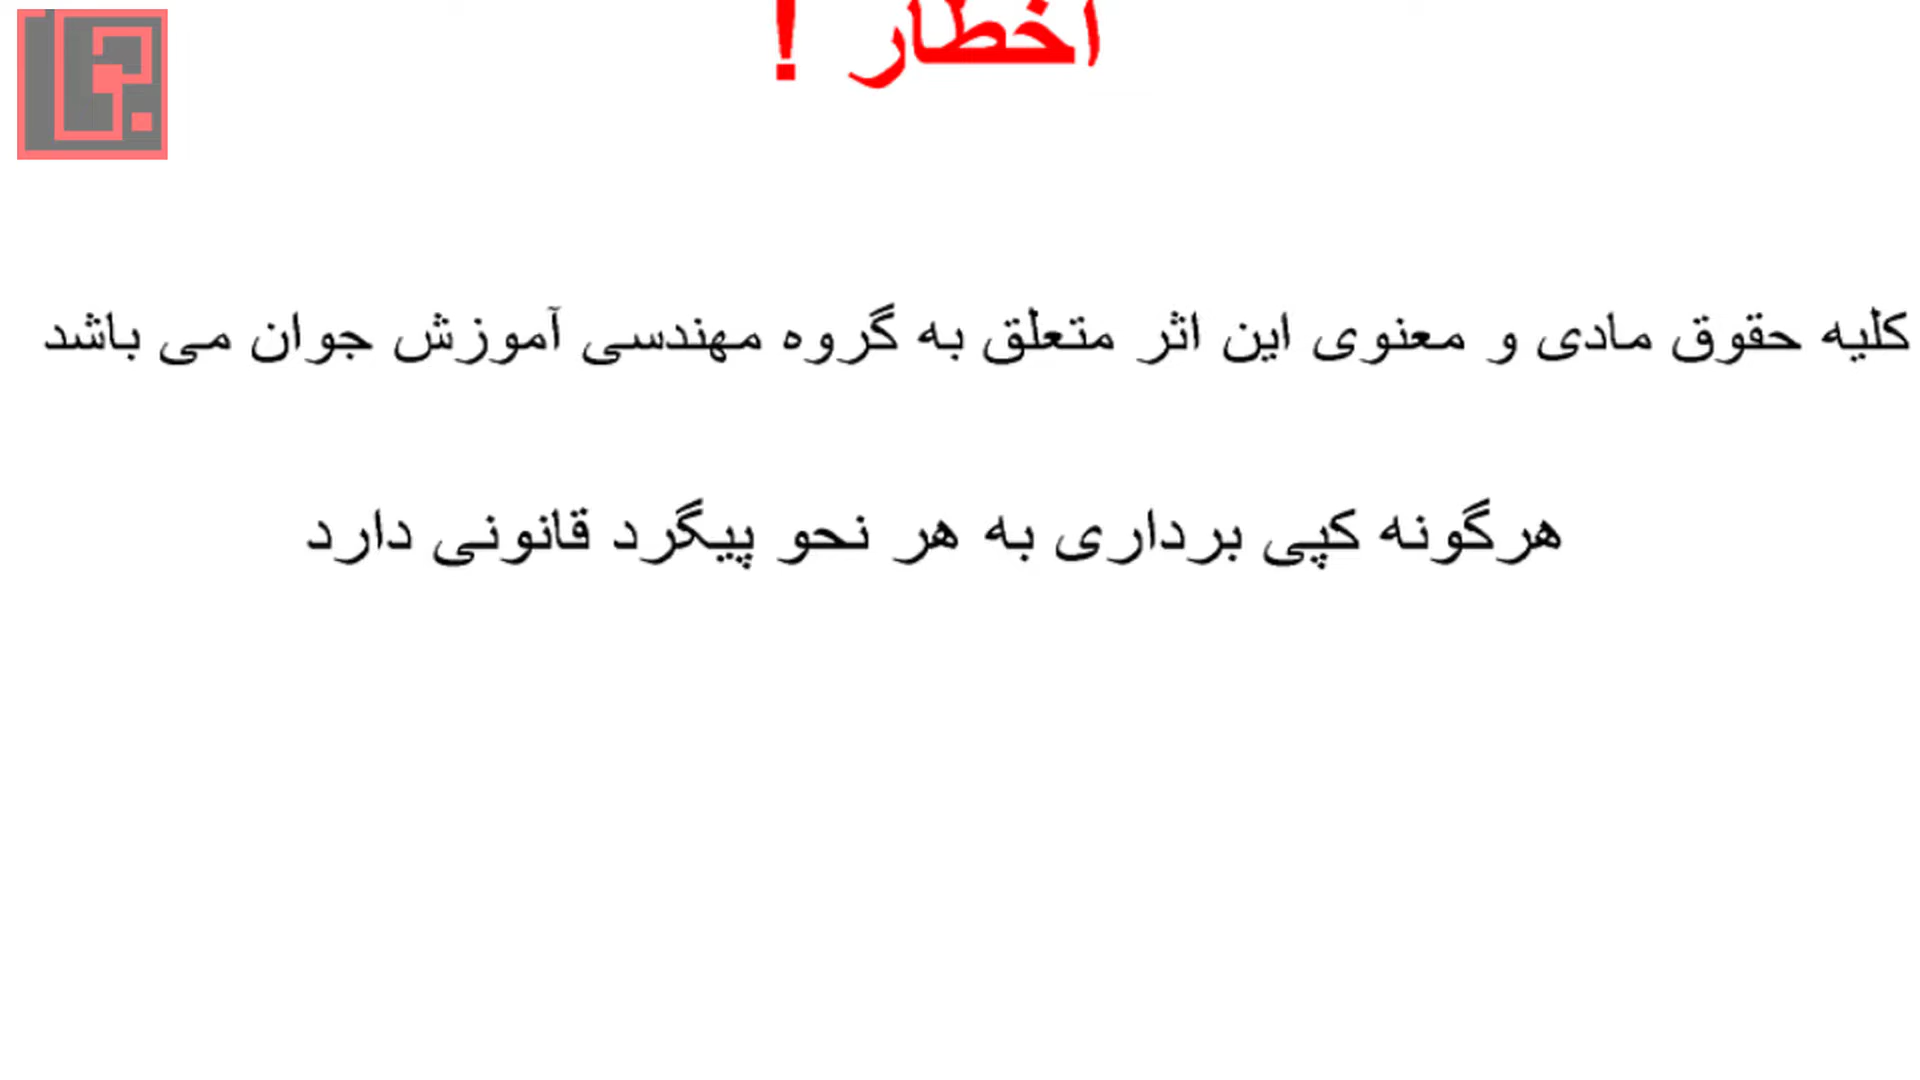 اخطار !
کلیه حقوق مادی و معنوی این اثر متعلق به گروه مهندسی آموزش جوان می باشد
هرگونه کپی برداری به هر نحو پیگرد قانونی دارد